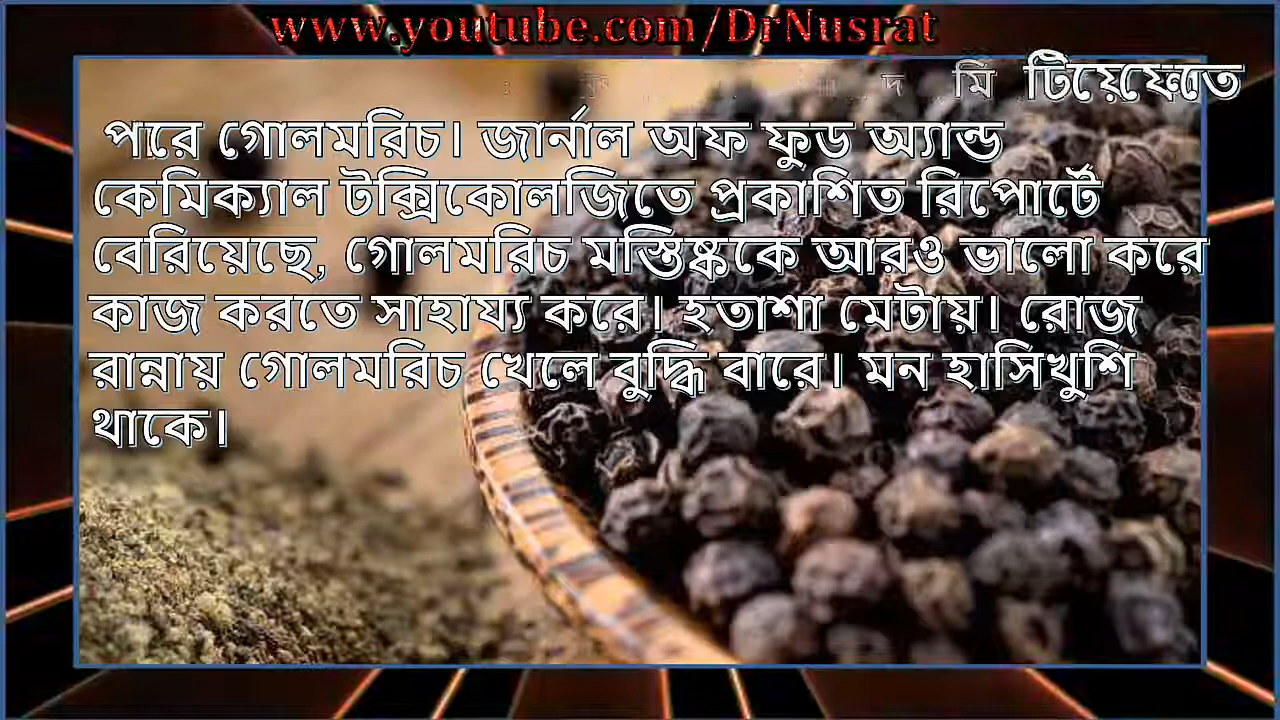 www.youtube.com/DrNusrat
পারে গোলমরিচ। জার্নাল অফ ফুড অ্যান্ড
কেমিক্যাল টক্সিকোলজিতে প্রকাশিত রিপোর্টে
বেরিয়েছে, গোলমরিচ মস্তিষ্ককে আরও ভালো করে
কাজ করতে সাহায্য করে। হতাশা মেটায়। রোজ
রান্নায় গোলমরিচ খেলে বুদ্ধি বারে। মন হাসিখুশি
থাকে।